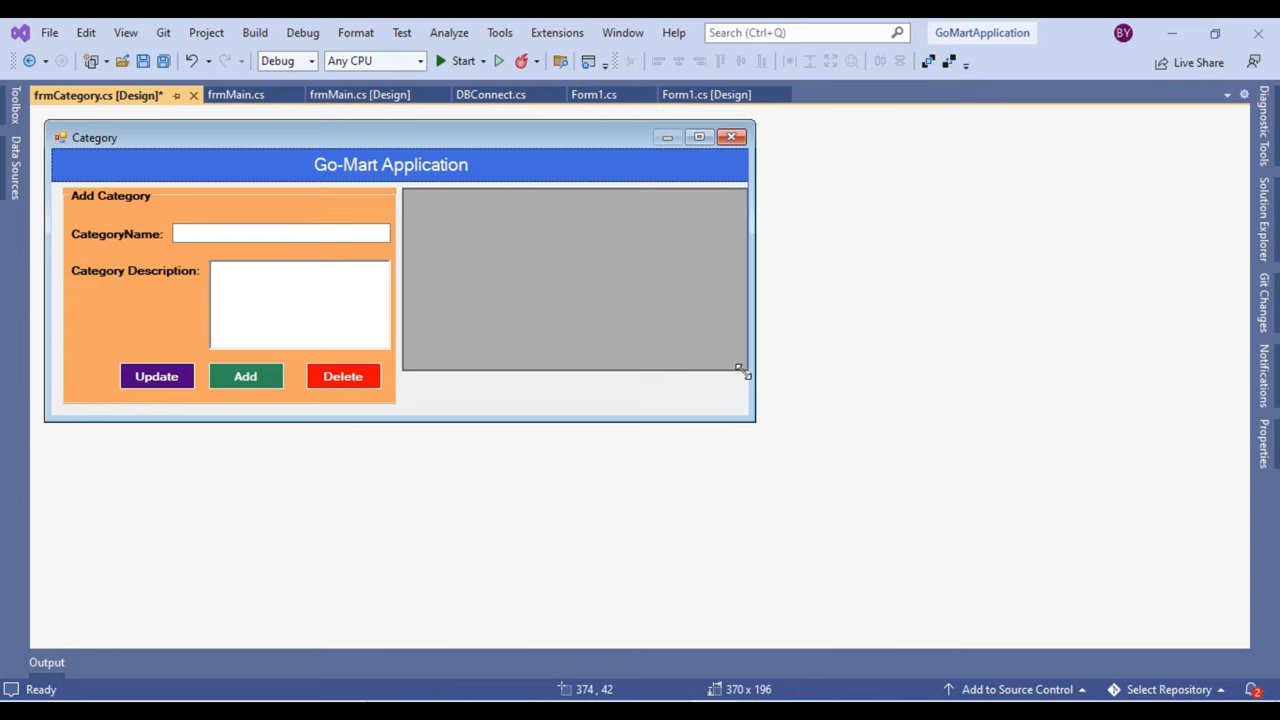 File Edit View Git Project Build Debug Format Test Analyze Tools Extensions Window Help Search (Ctrl+Q) GoMartApplication BY
Debug Any CPU Start Live Share
frmCategory.cs [Design]* frmMain.cs frmMain.cs [Design] DBConnect.cs Form1.cs Form1.cs [Design]
Toolbox
Data Sources
Category
Go-Mart Application
Add Category
CategoryName:
Category Description:
Update Add Delete
Diagnostic Tools
Solution Explorer
Git Changes
Notifications
Properties
Output
Ready 374 , 42 370 x 196 Add to Source Control Select Repository 2